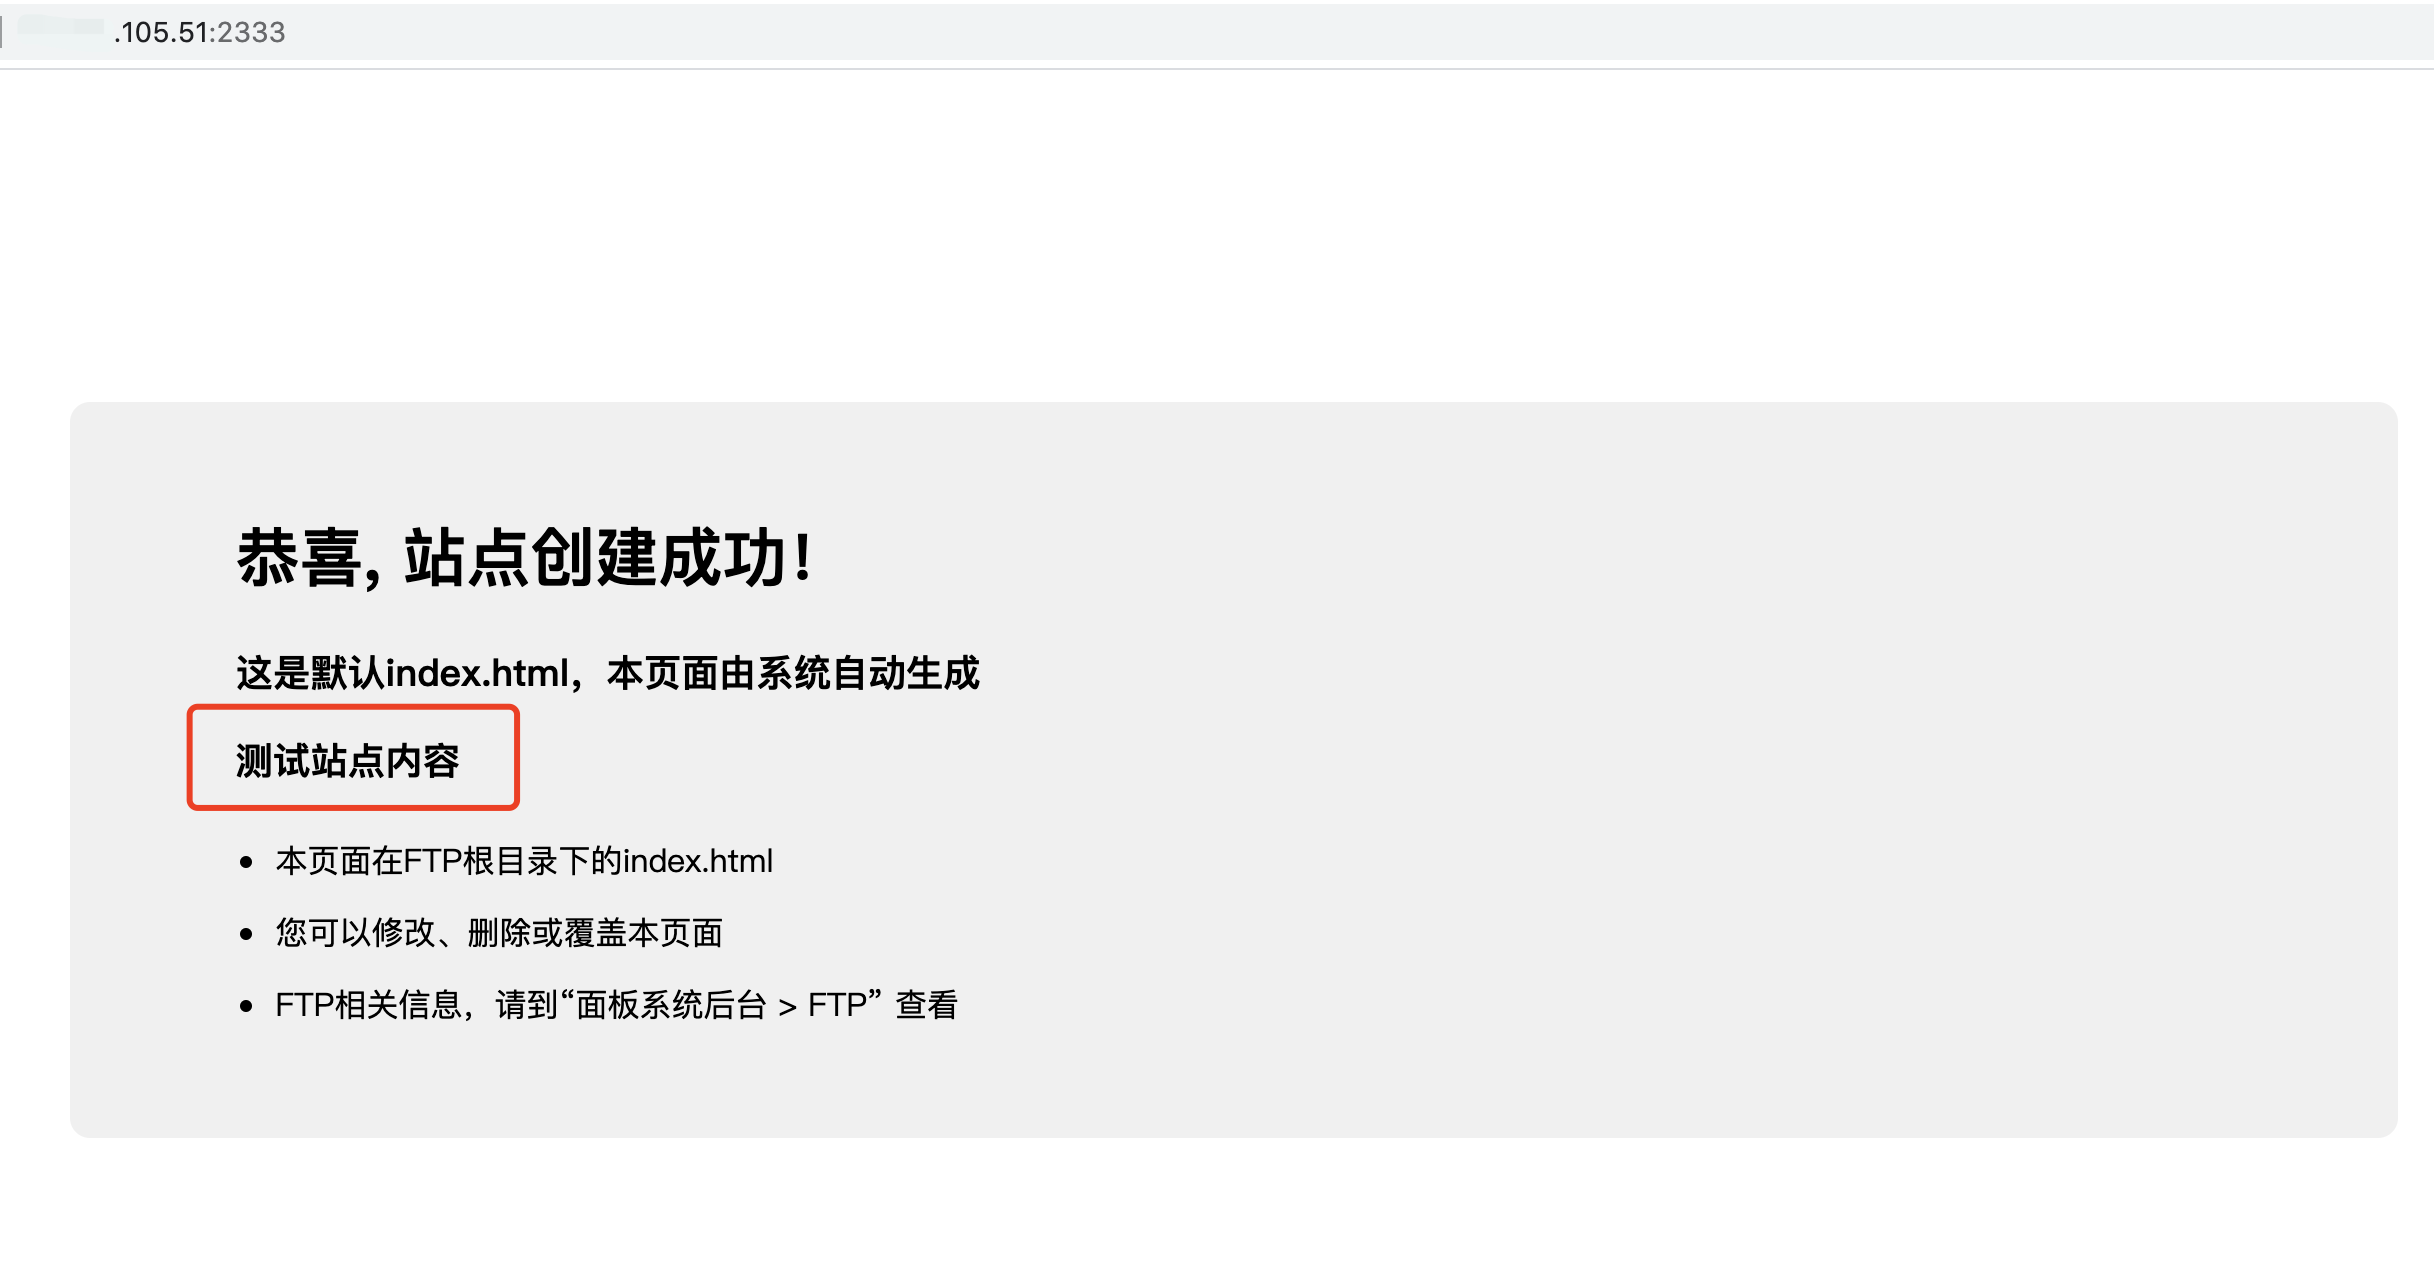 .105.51:2333
恭喜, 站点创建成功！
这是默认index.html，本页面由系统自动生成
测试站点内容
本页面在FTP根目录下的index.html
您可以修改、删除或覆盖本页面
FTP相关信息，请到“面板系统后台 > FTP” 查看